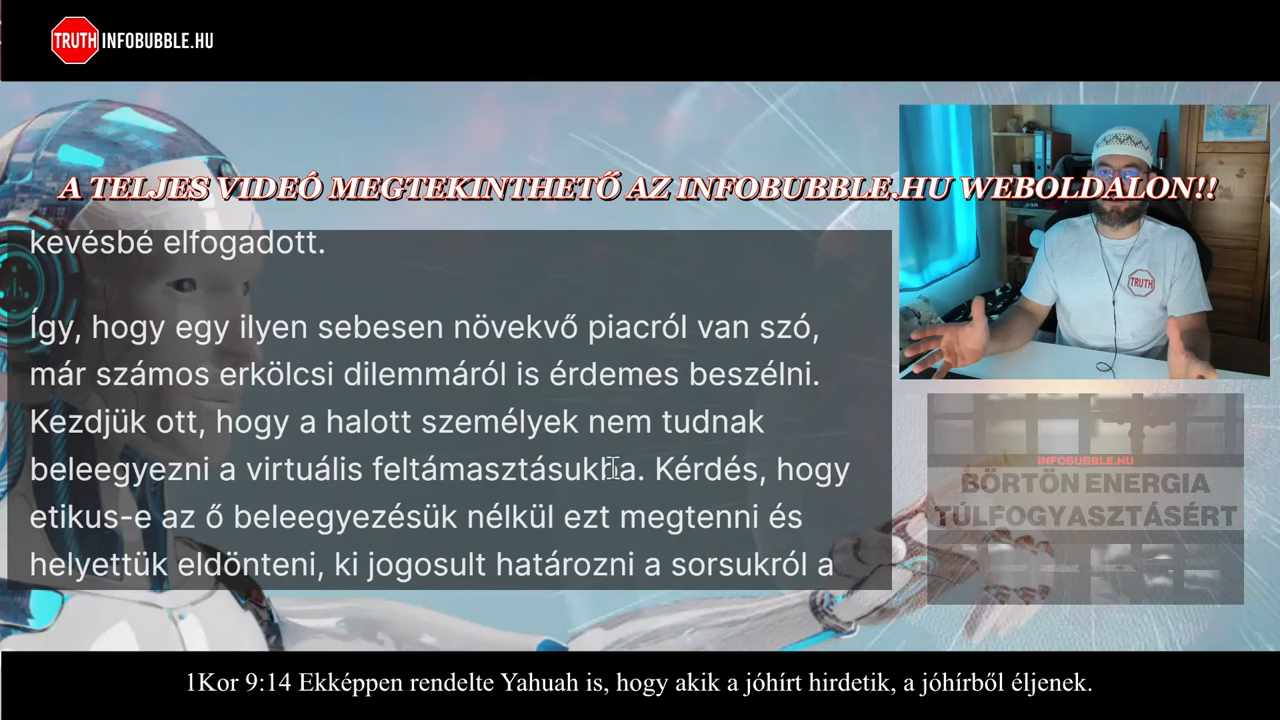 TRUTH INFOBUBBLE.HU
A TELJES VIDEÓ MEGTEKINTHETŐ AZ INFOBUBBLE.HU WEBOLDALON!!
kevésbé elfogadott.
Így, hogy egy ilyen sebesen növekvő piacról van szó,
már számos erkölcsi dilemmáról is érdemes beszélni.
Kezdjük ott, hogy a halott személyek nem tudnak
beleegyezni a virtuális feltámasztásukba. Kérdés, hogy
etikus-e az ő beleegyezésük nélkül ezt megtenni és
helyettük eldönteni, ki jogosult határozni a sorsukról a
TRUTH
INFOBUBBLE.HU
BÖRTÖN ENERGIA
TÚLFOGYASZTÁSÉRT
1Kor 9:14 Ekképpen rendelte Yahuah is, hogy akik a jóhírt hirdetik, a jóhírből éljenek.